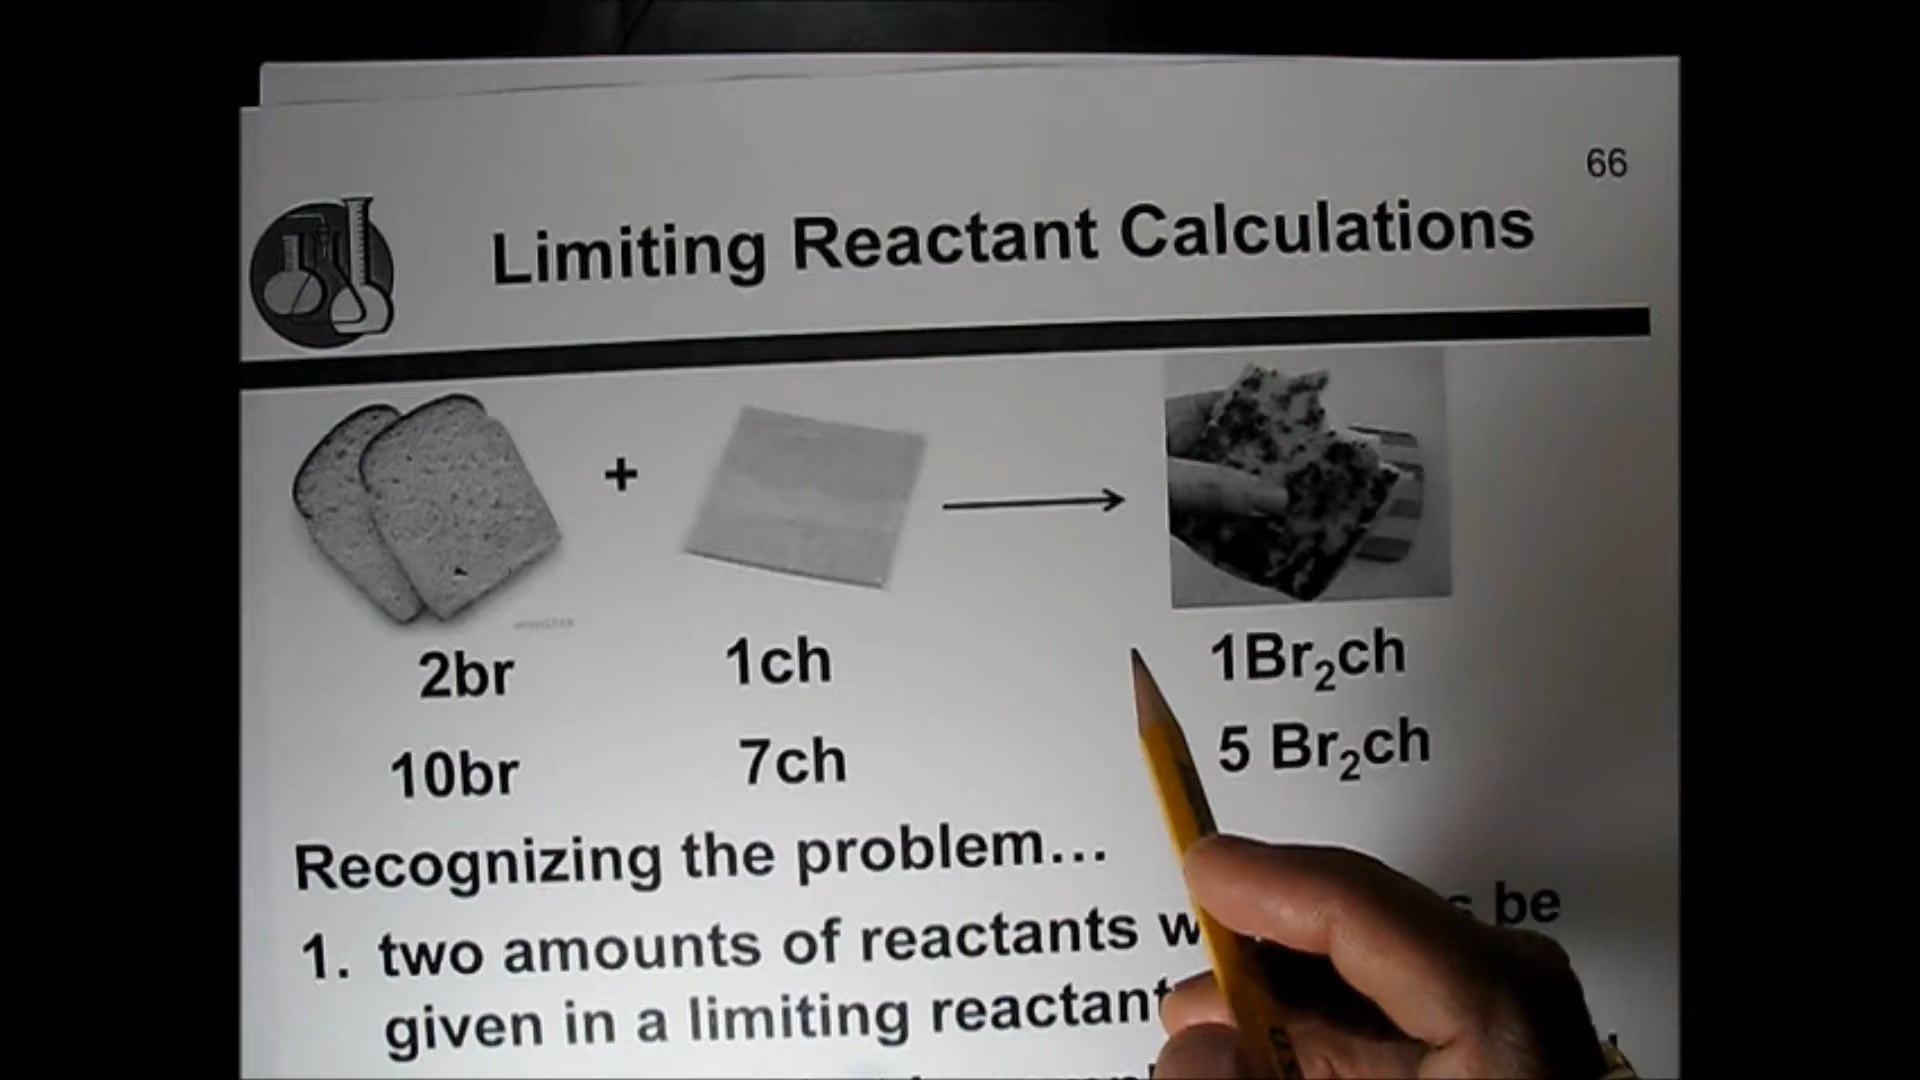 66
Limiting Reactant Calculations
+
2br 1ch 1Br₂ch
10br 7ch 5 Br₂ch
Recognizing the problem…
1. two amounts of reactants be
given in a limiting reactant